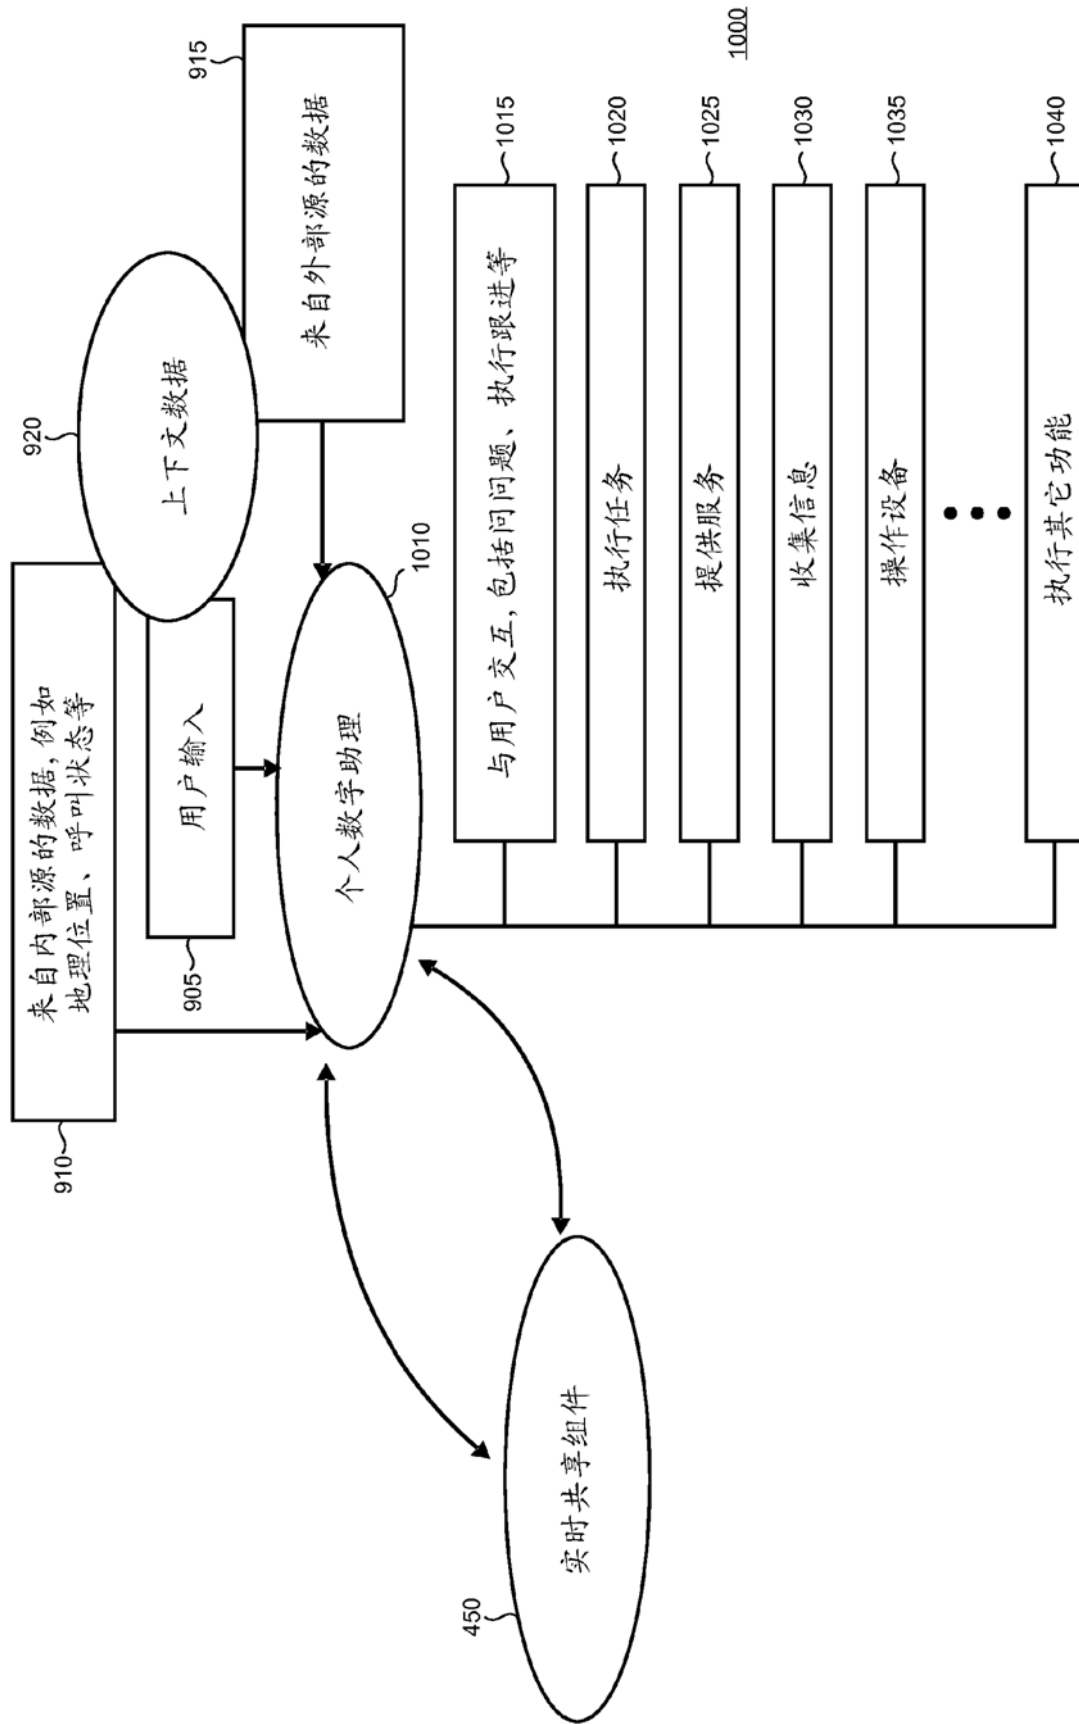 910
来自内部源的数据,例如
地理位置、呼叫状态等
920
上下文数据
915
来自外部源的数据
905
用户输入
个人数字助理
1010
450
实时共享组件
与用户交互,包括问问题、执行跟进等
1015
执行任务
1020
提供服务
1025
收集信息
1030
操作设备
1035
执行其它功能
1040
1000